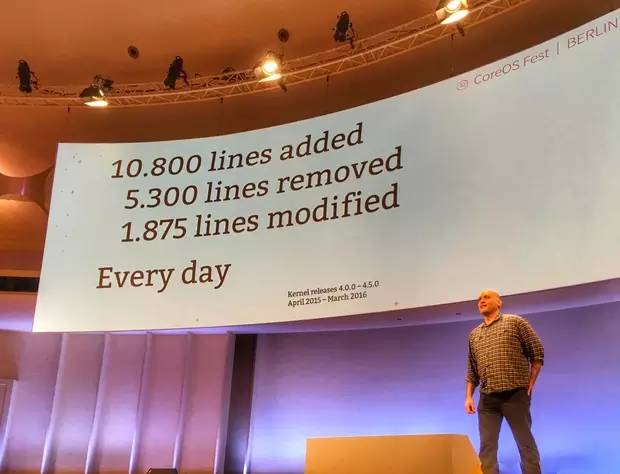 CoreOS Fest | BERLIN
10.800 lines added
5.300 lines removed
1.875 lines modified
Every day
Kernel releases 4.0.0 – 4.5.0
April 2015 – March 2016